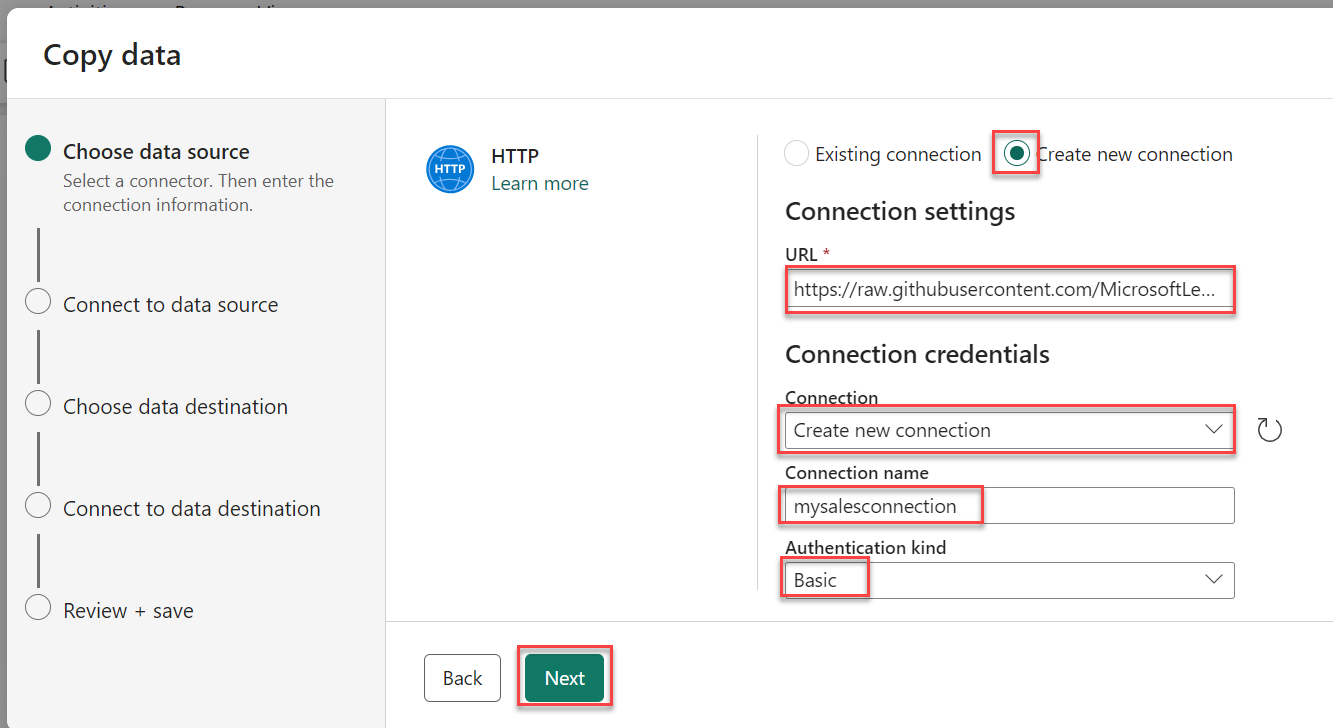 Copy data
Choose data source
Select a connector. Then enter the
connection information.
Connect to data source
Choose data destination
Connect to data destination
Review + save
HTTP
HTTP
Learn more
Existing connection
Create new connection
Connection settings
URL *
https://raw.githubusercontent.com/MicrosoftLe...
Connection credentials
Connection
Create new connection
Connection name
mysalesconnection
Authentication kind
Basic
Back
Next